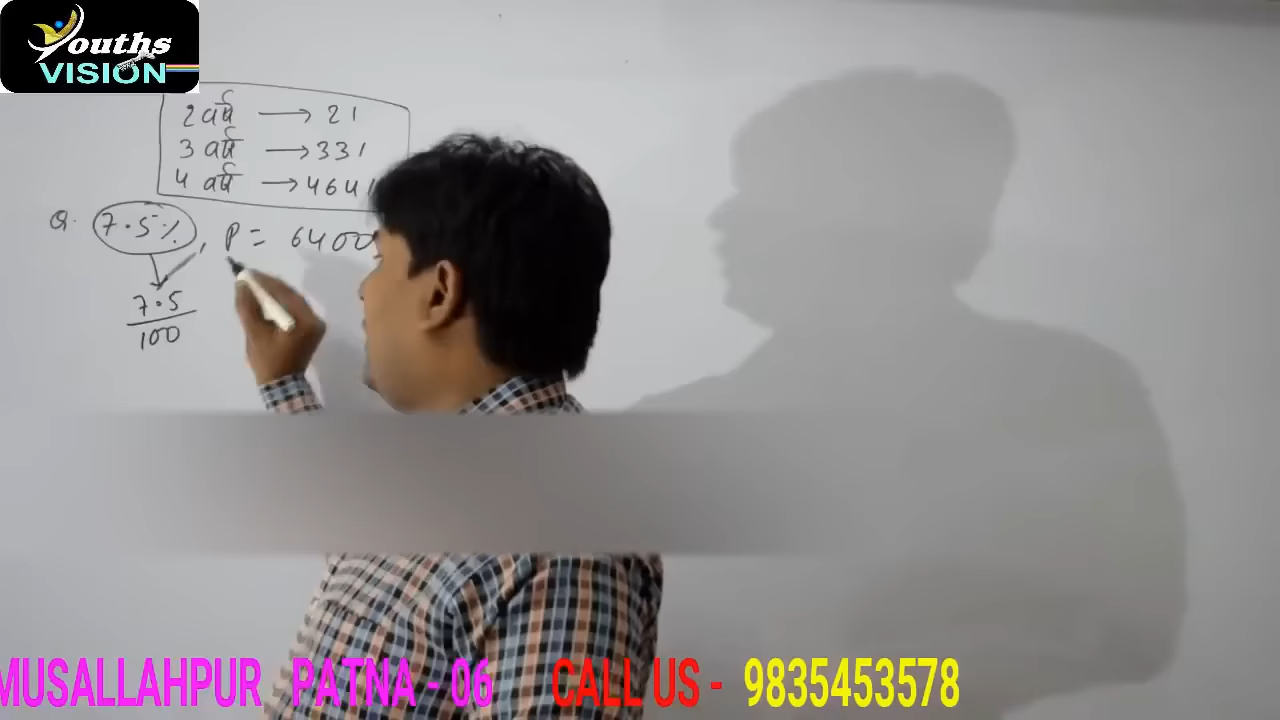 Youths
VISION
2 वर्ष → 21
3 वर्ष → 331
4 वर्ष → 4641
Q. 7.5%, P = 6400
7.5
100
MUSALLAHPUR PATNA - 06 CALL US - 9835453578